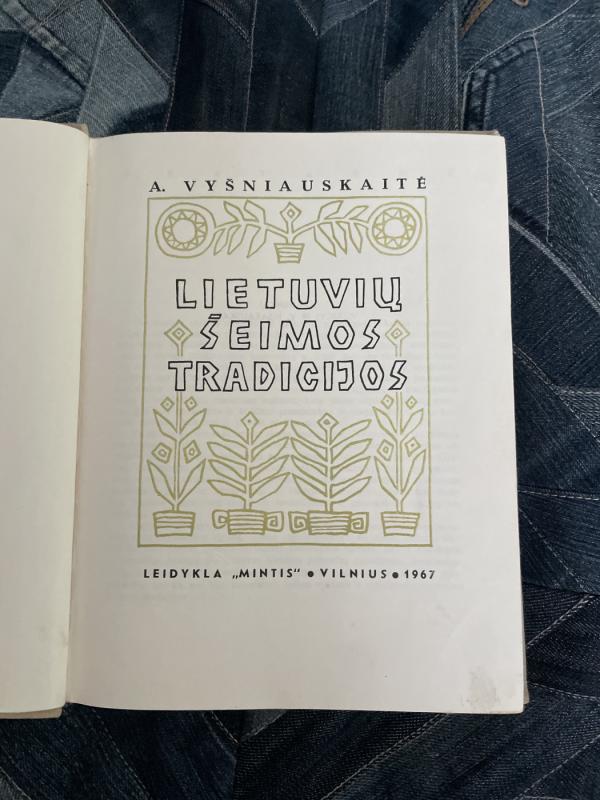 A. VYŠNIAUSKAITĖ
LIETUVIŲ
ŠEIMOS
TRADICIJOS
LEIDYKLA „MINTIS“ • VILNIUS • 1967